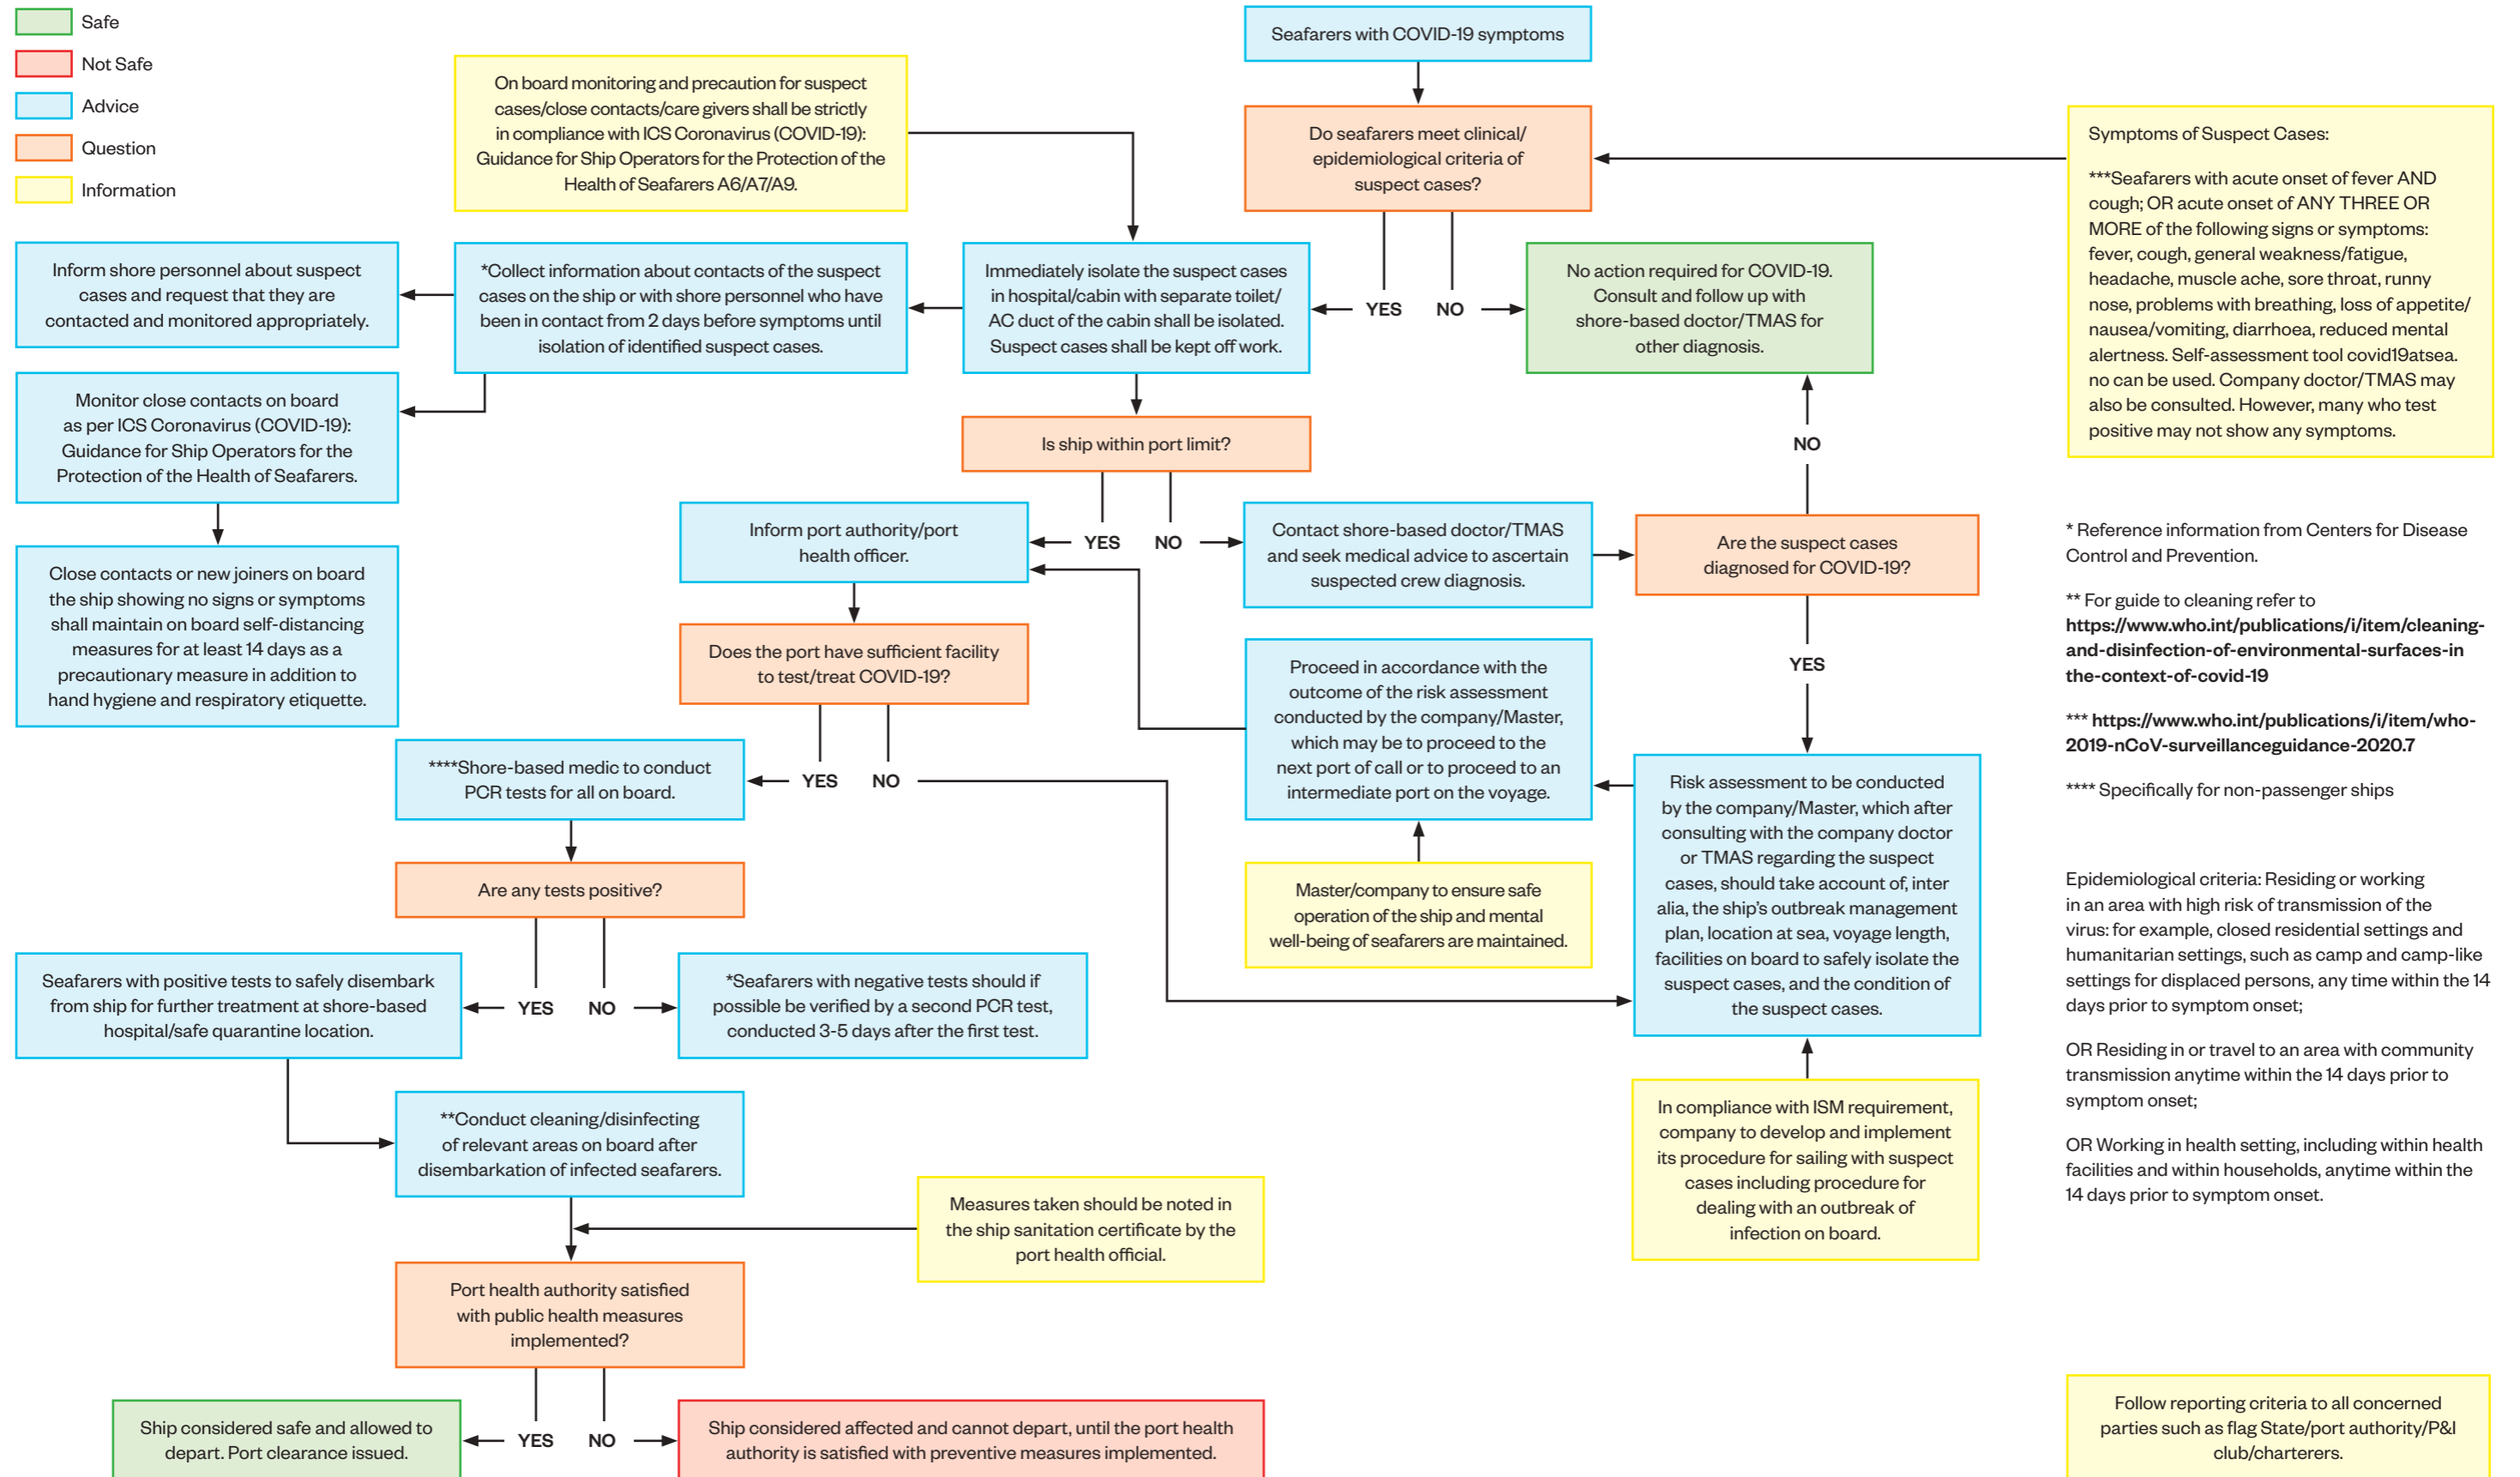 Safe
Not Safe
Advice
Question
Information
Seafarers with COVID-19 symptoms
On board monitoring and precaution for suspect
cases/close contacts/care givers shall be strictly
in compliance with ICS Coronavirus (COVID-19):
Guidance for Ship Operators for the Protection of the
Health of Seafarers A6/A7/A9.
Do seafarers meet clinical/
epidemiological criteria of
suspect cases?
Symptoms of Suspect Cases:
***Seafarers with acute onset of fever AND
cough; OR acute onset of ANY THREE OR
MORE of the following signs or symptoms:
fever, cough, general weakness/fatigue,
headache, muscle ache, sore throat, runny
nose, problems with breathing, loss of appetite/
nausea/vomiting, diarrhoea, reduced mental
alertness. Self-assessment tool covid19atsea.
no can be used. Company doctor/TMAS may
also be consulted. However, many who test
positive may not show any symptoms.
Inform shore personnel about suspect
cases and request that they are
contacted and monitored appropriately.
*Collect information about contacts of the suspect
cases on the ship or with shore personnel who have
been in contact from 2 days before symptoms until
isolation of identified suspect cases.
Immediately isolate the suspect cases
in hospital/cabin with separate toilet/
AC duct of the cabin shall be isolated.
Suspect cases shall be kept off work.
YES
NO
No action required for COVID-19.
Consult and follow up with
shore-based doctor/TMAS for
other diagnosis.
Monitor close contacts on board
as per ICS Coronavirus (COVID-19):
Guidance for Ship Operators for the
Protection of the Health of Seafarers.
Is ship within port limit?
NO
Close contacts or new joiners on board
the ship showing no signs or symptoms
shall maintain on board self-distancing
measures for at least 14 days as a
precautionary measure in addition to
hand hygiene and respiratory etiquette.
Inform port authority/port
health officer.
YES
NO
Contact shore-based doctor/TMAS
and seek medical advice to ascertain
suspected crew diagnosis.
Are the suspect cases
diagnosed for COVID-19?
YES
Does the port have sufficient facility
to test/treat COVID-19?
Proceed in accordance with the
outcome of the risk assessment
conducted by the company/Master,
which may be to proceed to the
next port of call or to proceed to an
intermediate port on the voyage.
****Shore-based medic to conduct
PCR tests for all on board.
YES
NO
Risk assessment to be conducted
by the company/Master, which after
consulting with the company doctor
or TMAS regarding the suspect
cases, should take account of, inter
alia, the ship's outbreak management
plan, location at sea, voyage length,
facilities on board to safely isolate the
suspect cases, and the condition of
the suspect cases.
Master/company to ensure safe
operation of the ship and mental
well-being of seafarers are maintained.
Are any tests positive?
Seafarers with positive tests to safely disembark
from ship for further treatment at shore-based
hospital/safe quarantine location.
YES
NO
*Seafarers with negative tests should if
possible be verified by a second PCR test,
conducted 3-5 days after the first test.
In compliance with ISM requirement,
company to develop and implement
its procedure for sailing with suspect
cases including procedure for
dealing with an outbreak of
infection on board.
**Conduct cleaning/disinfecting
of relevant areas on board after
disembarkation of infected seafarers.
Measures taken should be noted in
the ship sanitation certificate by the
port health official.
Port health authority satisfied
with public health measures
implemented?
Ship considered safe and allowed to
depart. Port clearance issued.
YES
NO
Ship considered affected and cannot depart, until the port health
authority is satisfied with preventive measures implemented.
* Reference information from Centers for Disease
Control and Prevention.
** For guide to cleaning refer to
https://www.who.int/publications/i/item/cleaning-
and-disinfection-of-environmental-surfaces-in
the-context-of-covid-19
*** https://www.who.int/publications/i/item/who-
2019-nCoV-surveillanceguidance-2020.7
**** Specifically for non-passenger ships
Epidemiological criteria: Residing or working
in an area with high risk of transmission of the
virus: for example, closed residential settings and
humanitarian settings, such as camp and camp-like
settings for displaced persons, any time within the 14
days prior to symptom onset;
OR Residing in or travel to an area with community
transmission anytime within the 14 days prior to
symptom onset;
OR Working in health setting, including within health
facilities and within households, anytime within the
14 days prior to symptom onset.
Follow reporting criteria to all concerned
parties such as flag State/port authority/P&I
club/charterers.